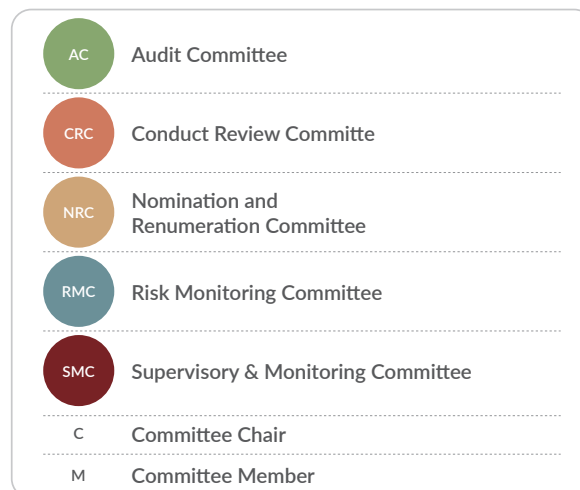 AC Audit Committee
CRC Conduct Review Committe
NRC Nomination and
Renumeration Committee
RMC Risk Monitoring Committee
SMC Supervisory & Monitoring Committee
C Committee Chair
M Committee Member